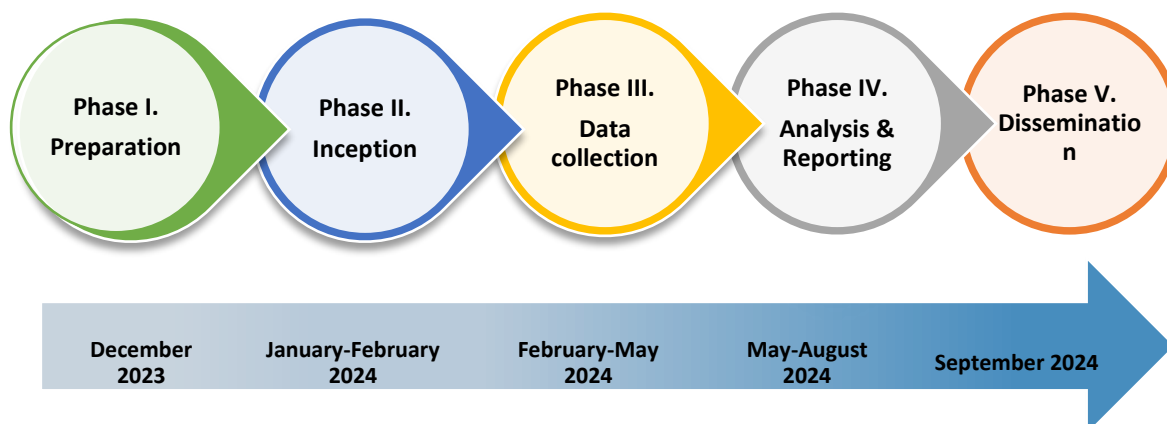 Phase I.
Preparation
Phase II.
Inception
Phase III.
Data
collection
Phase IV.
Analysis &
Reporting
Phase V.
Disseminatio
n
December
2023
January-February
2024
February-May
2024
May-August
2024
September 2024